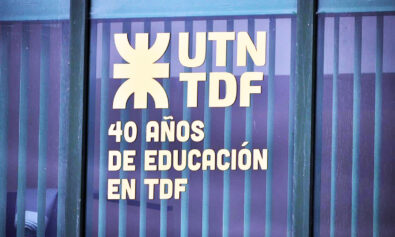 UTN
TDF
40 AÑOS
DE EDUCACIÓN
EN TDF